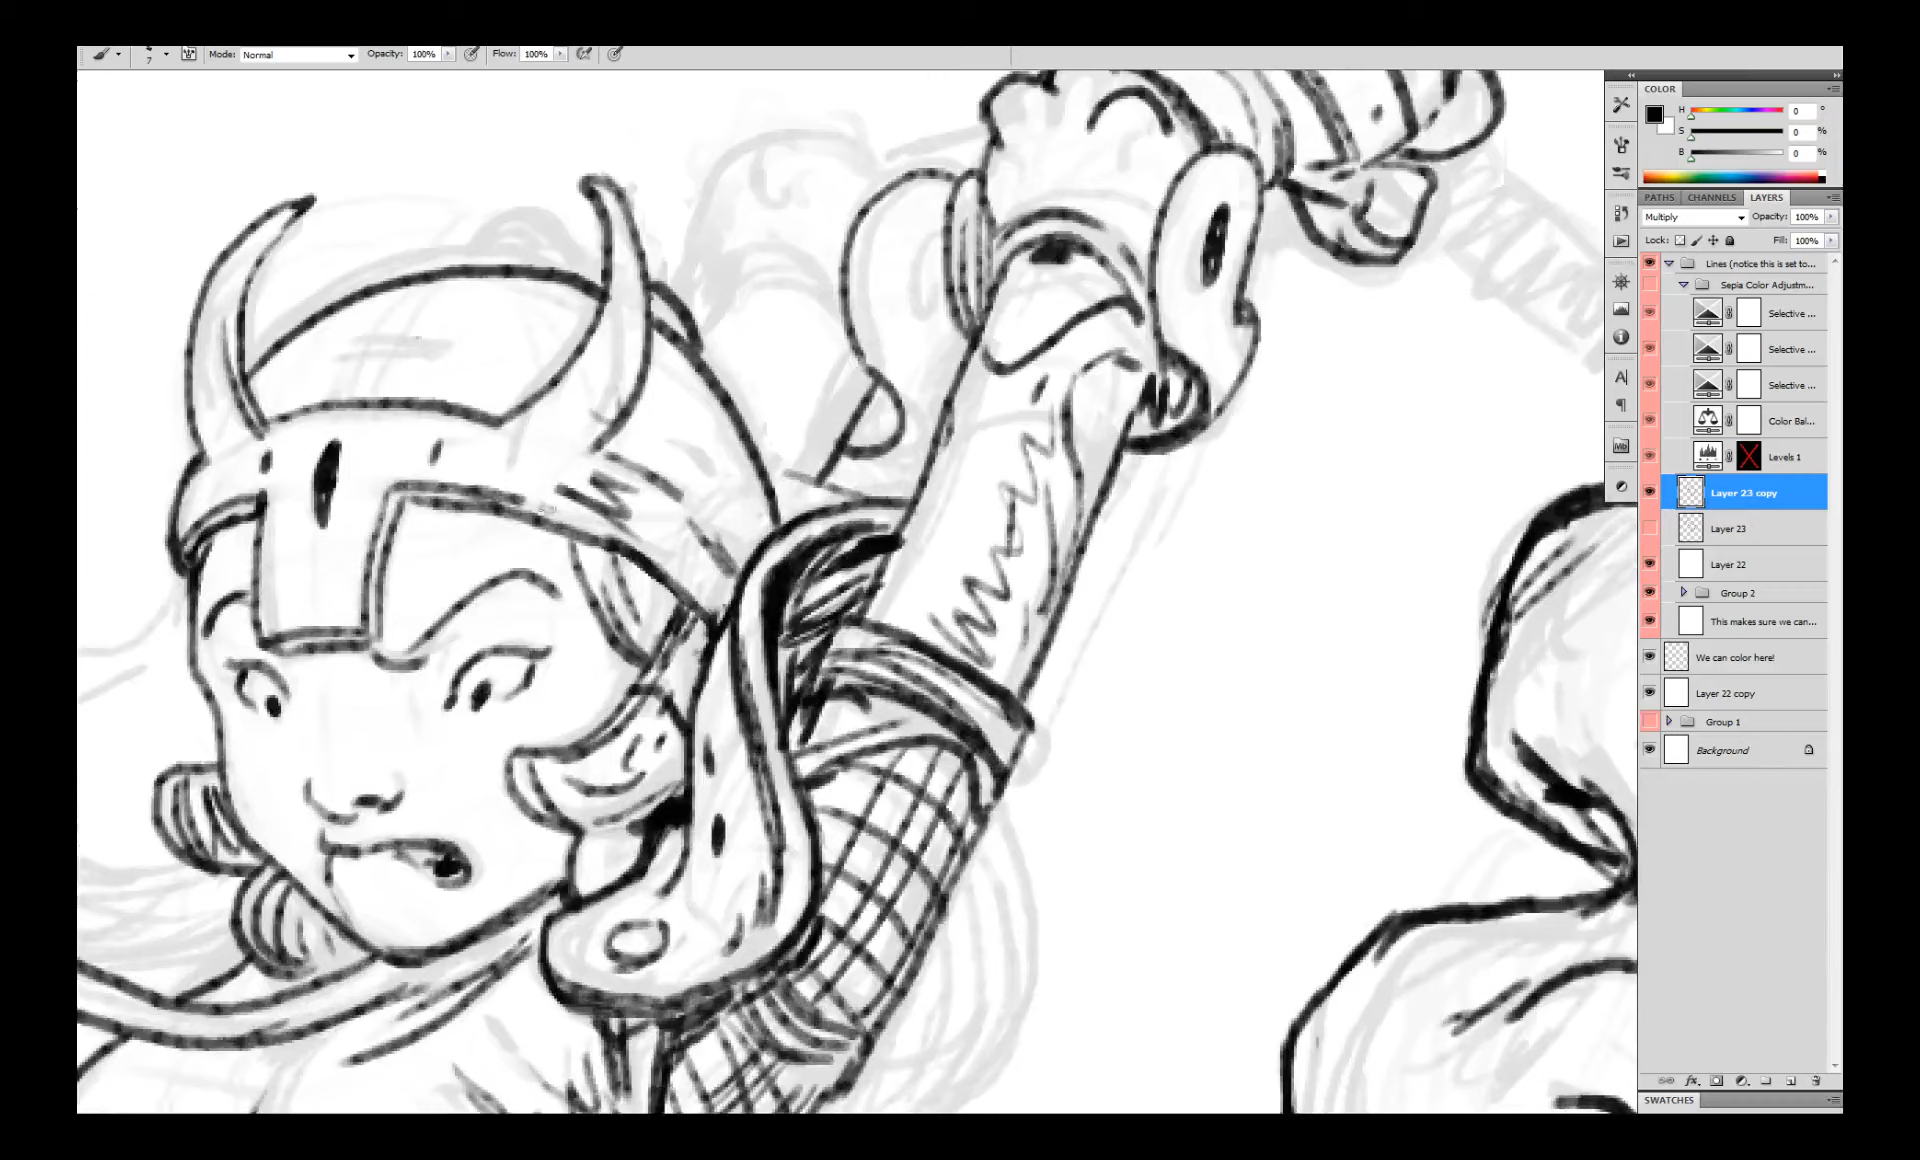 7 Mode: Normal Opacity: 100% Flow: 100%
COLOR
H 0 °
S 0 %
B 0 %
PATHS CHANNELS LAYERS
Multiply Opacity: 100%
Lock: Fill: 100%
Lines (notice this is set to...
Sepia Color Adjustm...
Selective ...
Selective ...
Selective ...
Color Bal...
Levels 1
Layer 23 copy
Layer 23
Layer 22
Group 2
This makes sure we can...
We can color here!
Layer 22 copy
Group 1
Background
SWATCHES